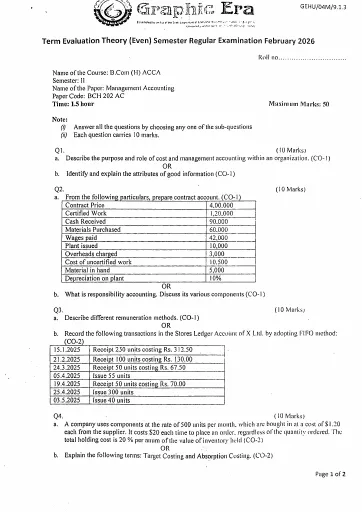 GEHU/04M/9.1.3
Graphic Era
Term Evaluation Theory (Even) Semester Regular Examination February 2026
Roll no..............................
Name of the Course: B.Com (H) ACCA
Semester: II
Name of the Paper: Management Accounting
Paper Code: BCH 202 AC
Time: 1.5 hour Maximum Marks: 50
Note:
(i) Answer all the questions by choosing any one of the sub-questions
(ii) Each question carries 10 marks.
Q1. (10 Marks)
a. Describe the purpose and role of cost and management accounting within an organization. (CO-1)
OR
b. Identify and explain the attributes of good information (CO-1)
Q2. (10 Marks)
a. From the following particulars, prepare contract account. (CO-1)
Contract Price 4,00,000
Certified Work 1,20,000
Cash Received 90,000
Materials Purchased 60,000
Wages paid 42,000
Plant issued 10,000
Overheads charged 3,000
Cost of uncertified work 10,500
Material in hand 5,000
Depreciation on plant 10%
OR
b. What is responsibility accounting. Discuss its various components (CO-1)
Q3. (10 Marks)
a. Describe different remuneration methods. (CO-1)
OR
b. Record the following transactions in the Stores Ledger Account of X Ltd. by adopting FIFO method:
(CO-2)
15.1.2025 Receipt 250 units costing Rs. 312.50
21.2.2025 Receipt 100 units costing Rs. 130.00
24.3.2025 Receipt 50 units costing Rs. 67.50
05.4.2025 Issue 55 units
19.4.2025 Receipt 50 units costing Rs. 70.00
25.4.2025 Issue 300 units
03.5.2025 Issue 40 units
Q4. (10 Marks)
a. A company uses components at the rate of 500 units per month, which are bought in at a cost of $1.20
each from the supplier. It costs $20 each time to place an order, regardless of the quantity ordered. The
total holding cost is 20 % per anum of the value of inventory held (CO-2)
OR
b. Explain the following terms: Target Costing and Absorption Costing. (CO-2)
Page 1 of 2